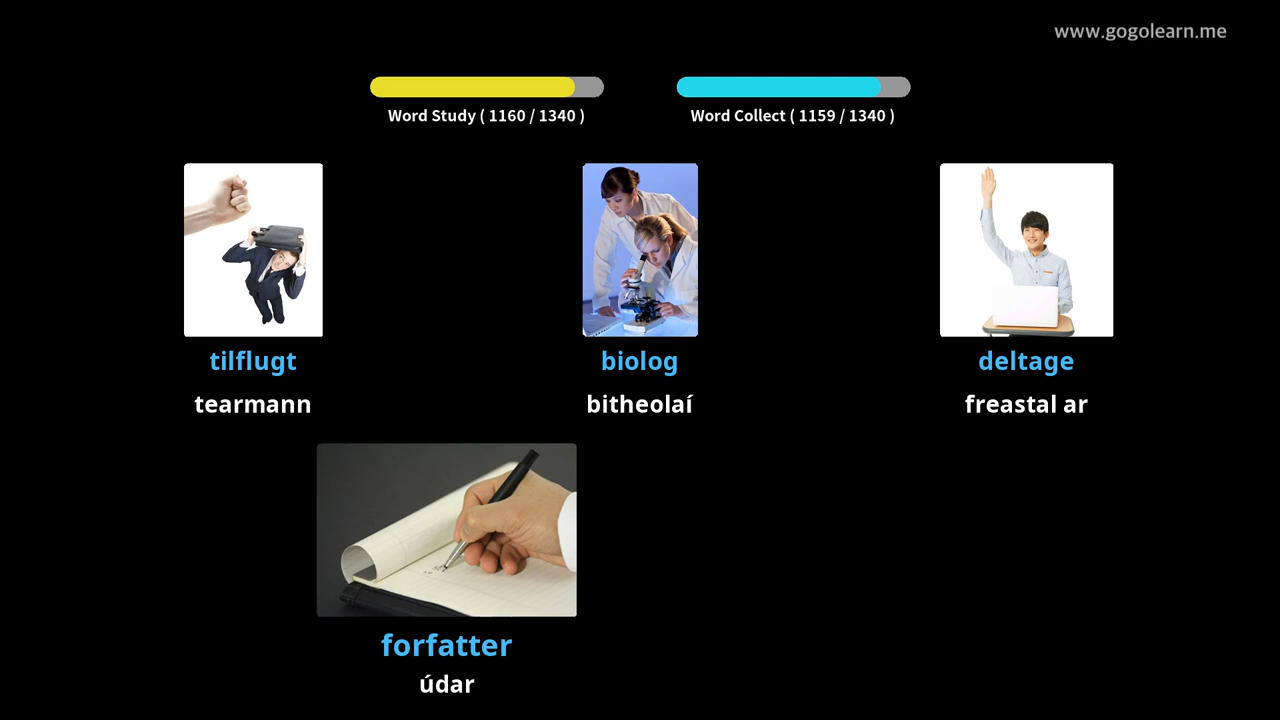 www.gogolearn.me
Word Study ( 1160 / 1340 )
Word Collect ( 1159 / 1340 )
tilflugt
tearmann
biolog
bitheolaí
deltage
freastal ar
forfatter
údar